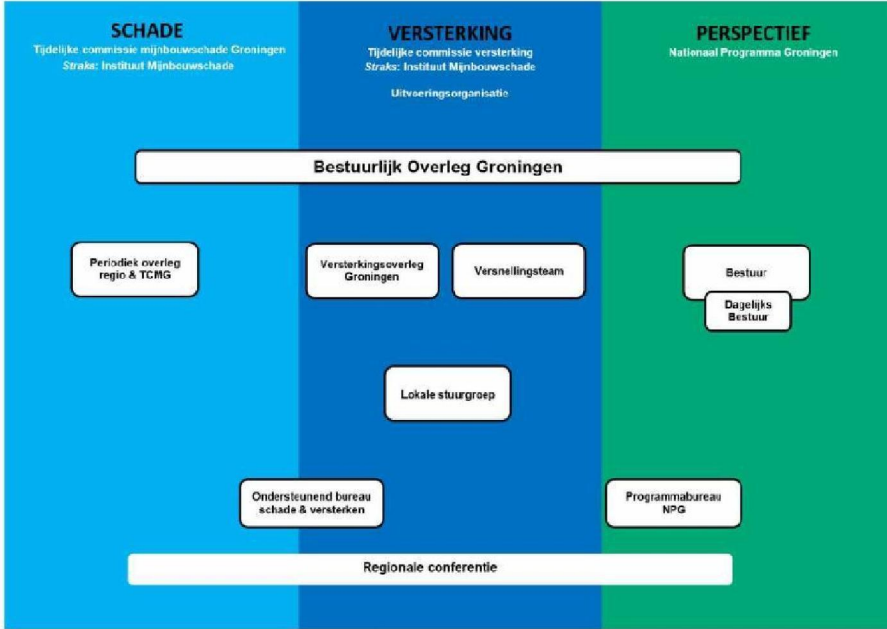 SCHADE
Tijdelijke commissie mijnbouwschade Groningen
Straks: Instituut Mijnbouwschade
VERSTERKING
Tijdelijke commissie versterking
Straks: Instituut Mijnbouwschade
Uitvoeringsorganisatie
PERSPECTIEF
Nationaal Programma Groningen
Bestuurlijk Overleg Groningen
Periodiek overleg
regio & TCMG
Versterkingsoverleg
Groningen
Versnellingsteam
Bestuur
Dagelijks
Bestuur
Lokale stuurgroep
Ondersteunend bureau
schade & versterken
Programmabureau
NPG
Regionale conferentie